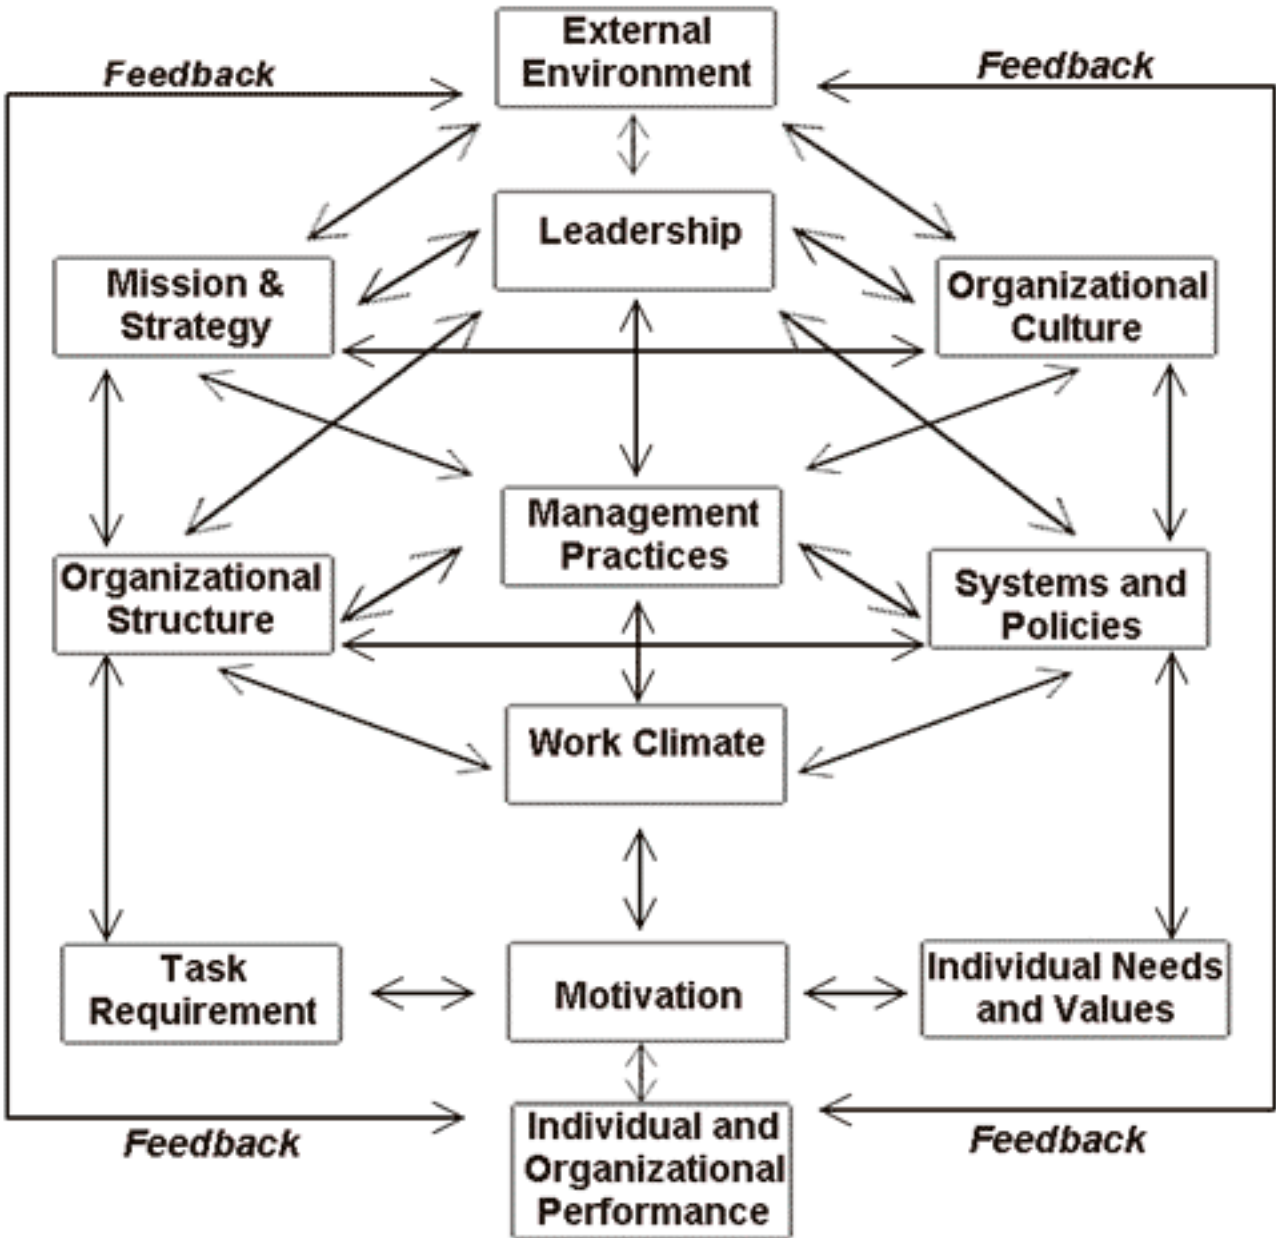 External
Environment
Feedback
Feedback
Leadership
Mission &
Strategy
Organizational
Culture
Management
Practices
Organizational
Structure
Systems and
Policies
Work Climate
Task
Requirement
Motivation
Individual Needs
and Values
Individual and
Organizational
Performance
Feedback
Feedback